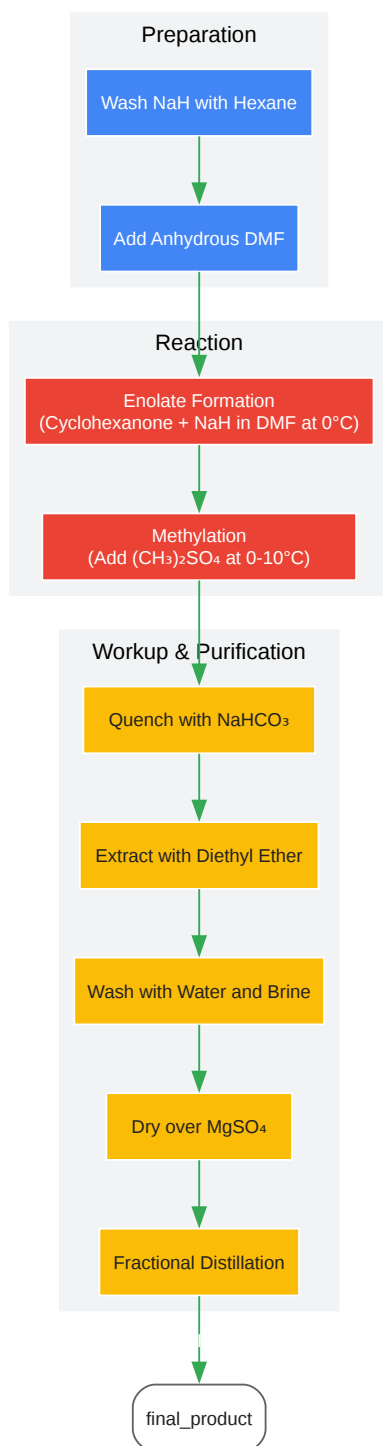 Preparation
Wash NaH with Hexane
Add Anhydrous DMF
Reaction
Enolate Formation
(Cyclohexanone + NaH in DMF at 0°C)
Methylation
(Add (CH₃)₂SO₄ at 0-10°C)
Workup & Purification
Quench with NaHCO₃
Extract with Diethyl Ether
Wash with Water and Brine
Dry over MgSO₄
Fractional Distillation
final_product